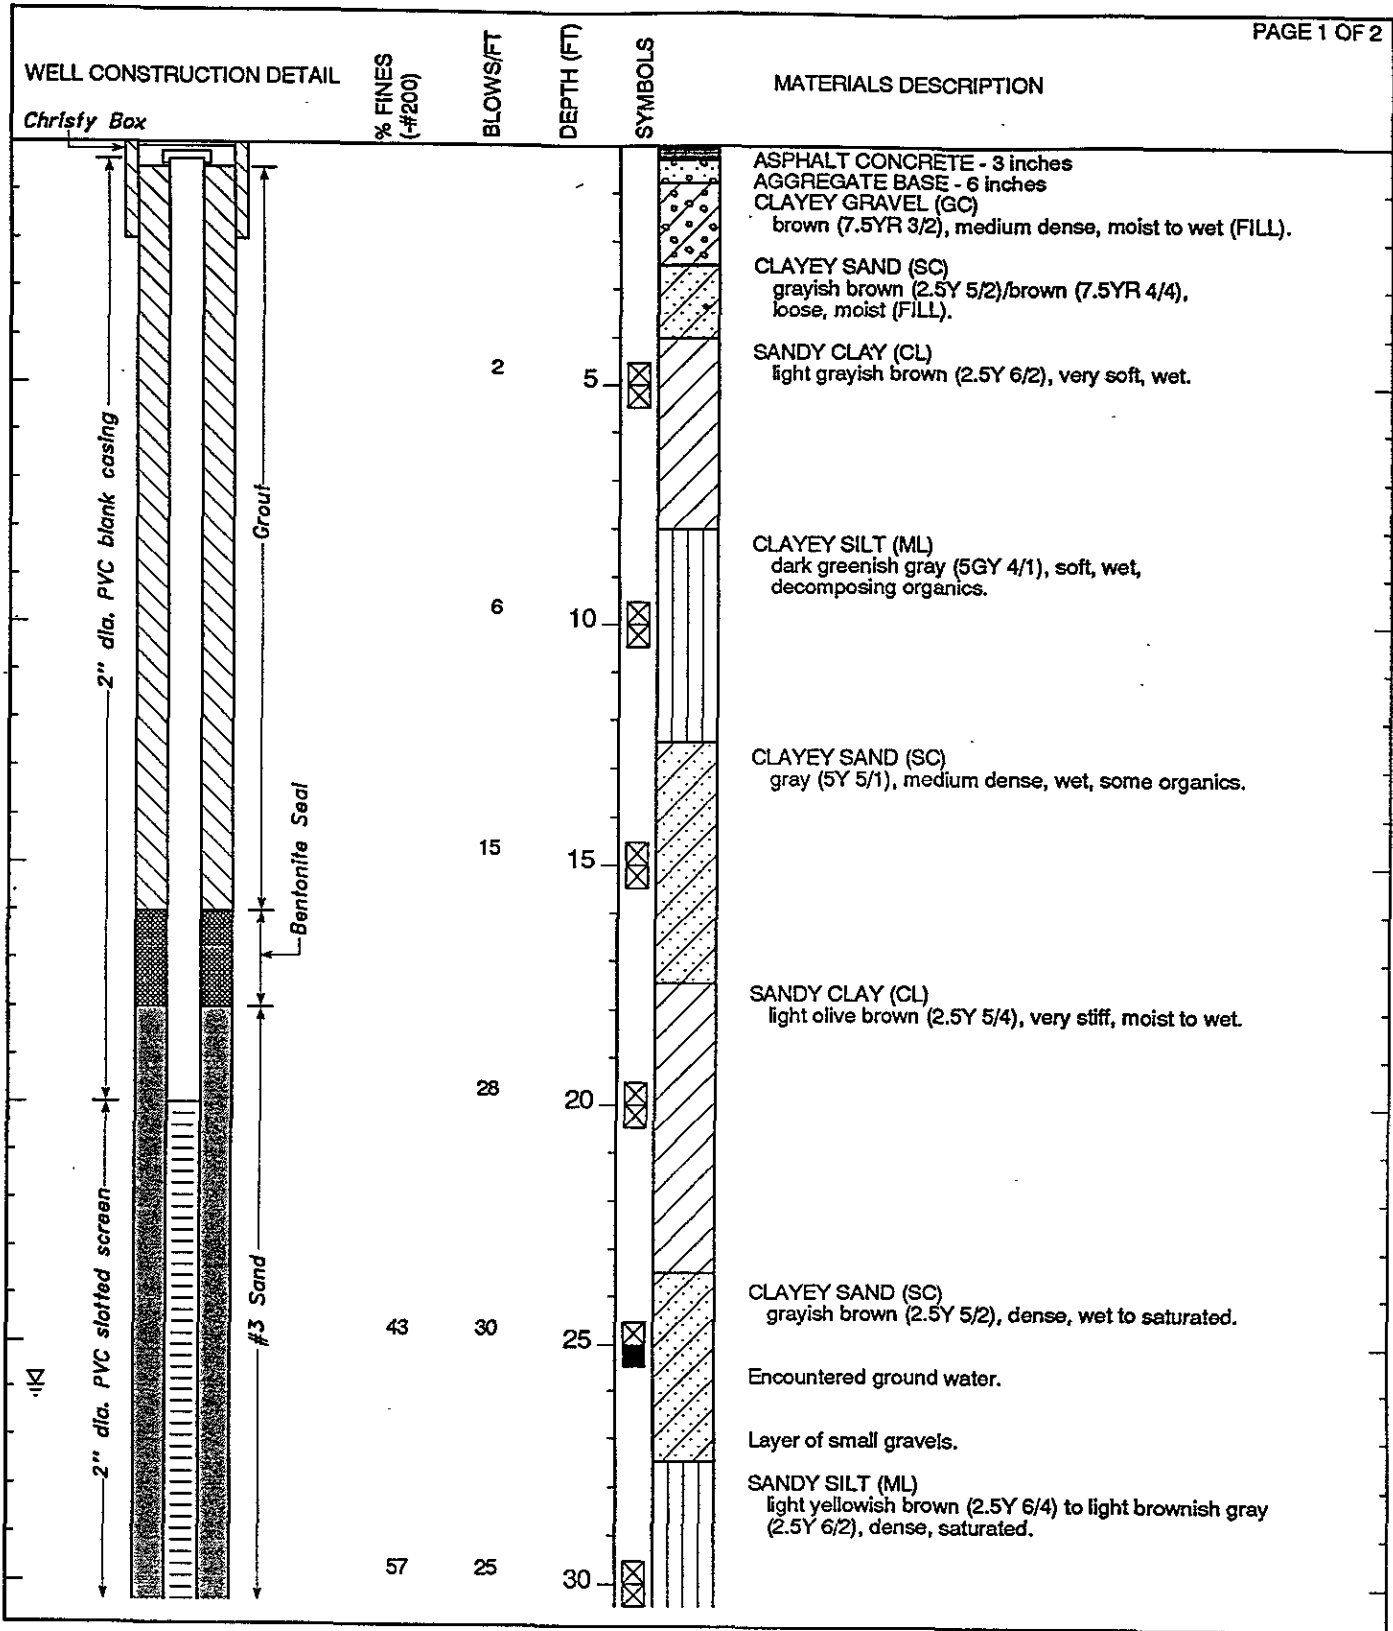 PAGE 1 OF 2
WELL CONSTRUCTION DETAIL
% FINES
(-#200)
BLOWS/FT
DEPTH (FT)
SYMBOLS
MATERIALS DESCRIPTION
Christy Box
ASPHALT CONCRETE - 3 inches
AGGREGATE BASE - 6 inches
CLAYEY GRAVEL (GC)
brown (7.5YR 3/2), medium dense, moist to wet (FILL).
CLAYEY SAND (SC)
grayish brown (2.5Y 5/2)/brown (7.5YR 4/4),
loose, moist (FILL).
SANDY CLAY (CL)
light grayish brown (2.5Y 6/2), very soft, wet.
2
5
2" dia. PVC blank casing
Grout
CLAYEY SILT (ML)
dark greenish gray (5GY 4/1), soft, wet,
decomposing organics.
6
10
CLAYEY SAND (SC)
gray (5Y 5/1), medium dense, wet, some organics.
Bentonite Seal
15
15
SANDY CLAY (CL)
light olive brown (2.5Y 5/4), very stiff, moist to wet.
28
20
2" dia. PVC slotted screen
#3 Sand
CLAYEY SAND (SC)
grayish brown (2.5Y 5/2), dense, wet to saturated.
43
30
25
Encountered ground water.
Layer of small gravels.
SANDY SILT (ML)
light yellowish brown (2.5Y 6/4) to light brownish gray
(2.5Y 6/2), dense, saturated.
57
25
30